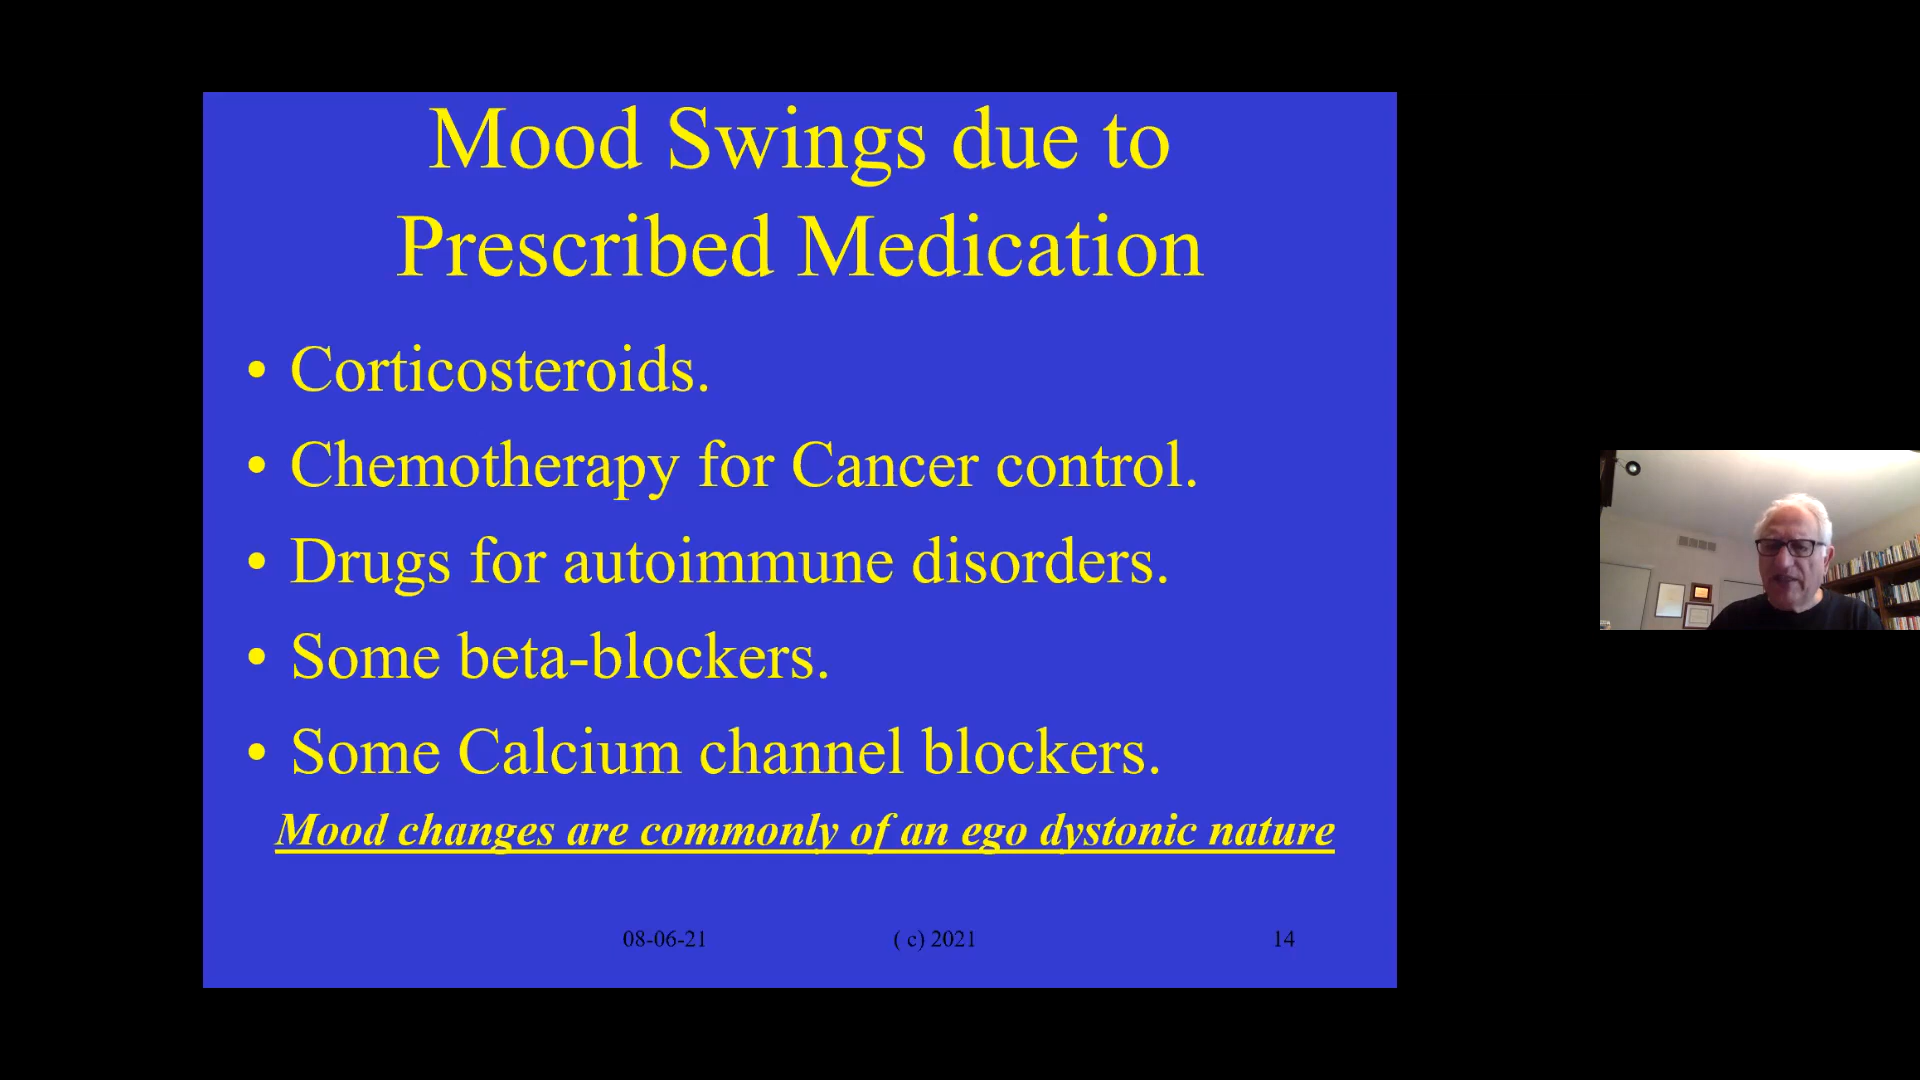 Mood Swings due to
Prescribed Medication
• Corticosteroids.
• Chemotherapy for Cancer control.
• Drugs for autoimmune disorders.
• Some beta-blockers.
• Some Calcium channel blockers.
Mood changes are commonly of an ego dystonic nature
08-06-21 ( c) 2021 14